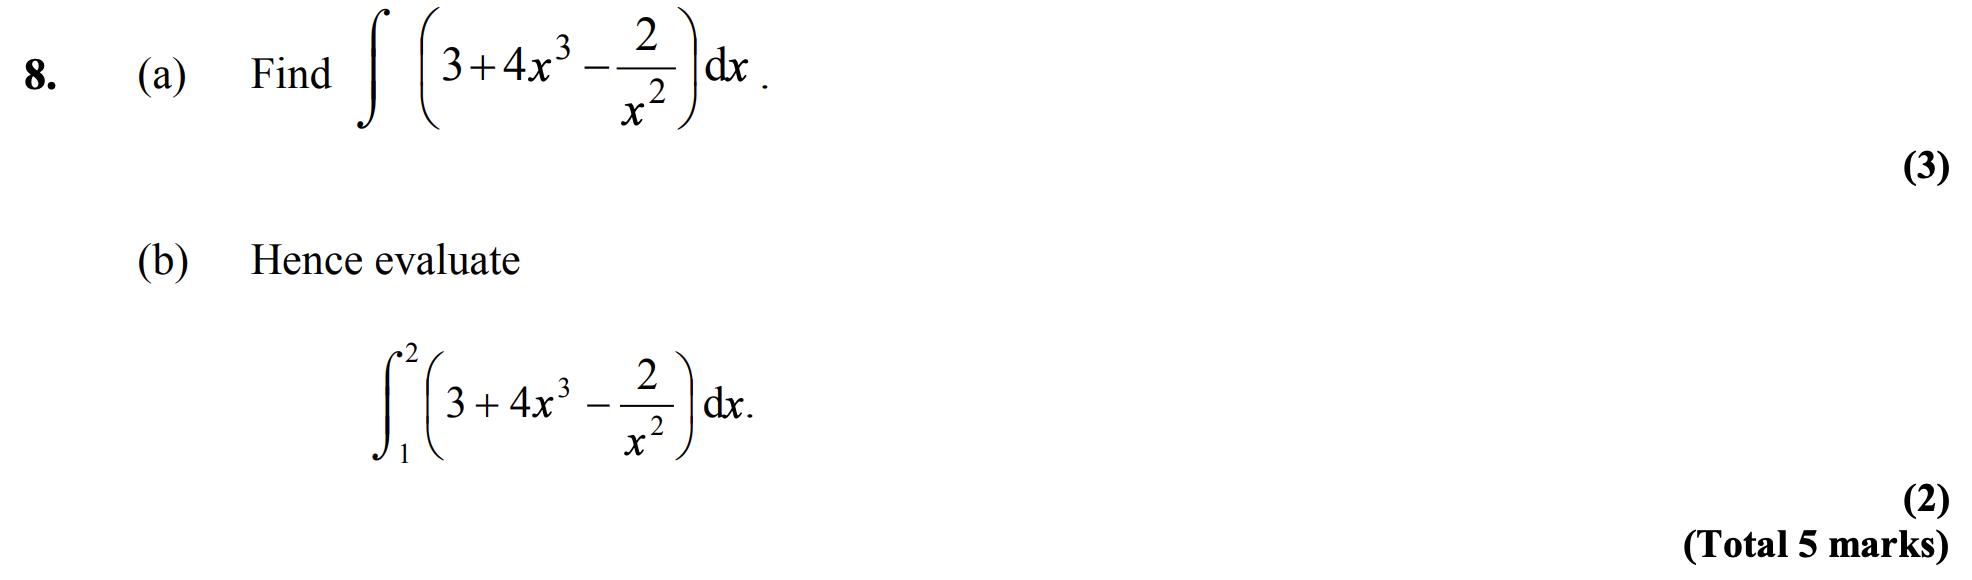 8. (a) Find ∫ (3+4x³ − 2/x²) dx .
(3)
(b) Hence evaluate
∫₁² (3 + 4x³ − 2/x²) dx.
(2)
(Total 5 marks)